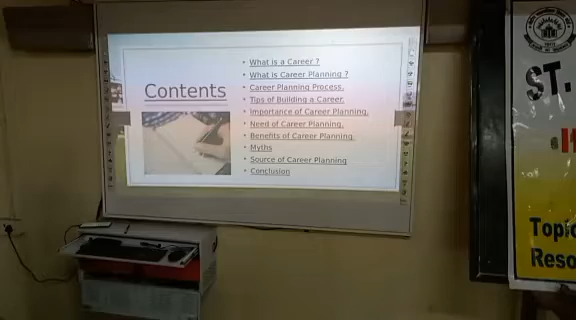 Contents
• What is a Career ?
• What is Career Planning ?
• Career Planning Process.
• Tips of Building a Career.
• Importance of Career Planning.
• Need of Career Planning.
• Benefits of Career Planning.
• Myths
• Source of Career Planning
• Conclusion
ST.
Topic
Reso